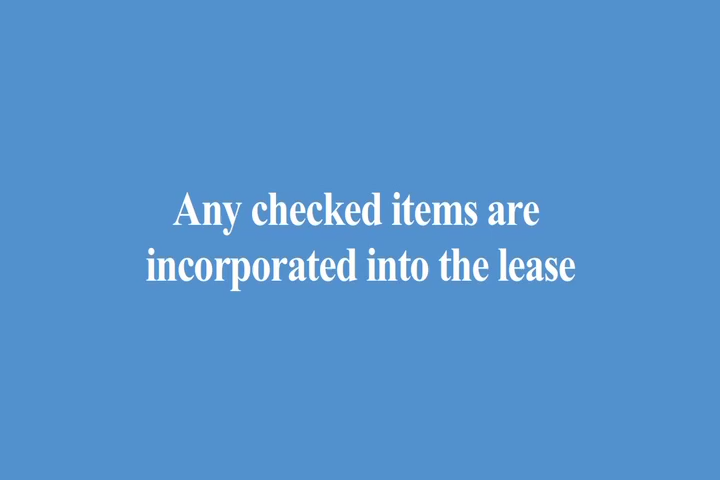 Any checked items are
incorporated into the lease